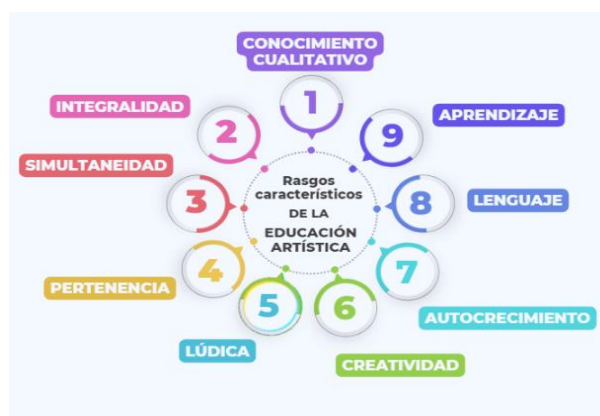 CONOCIMIENTO
CUALITATIVO
1
INTEGRALIDAD
2
SIMULTANEIDAD
3
PERTENENCIA
4
LÚDICA
5
CREATIVIDAD
6
AUTOCRECIMIENTO
7
LENGUAJE
8
APRENDIZAJE
9
Rasgos
característicos
DE LA
EDUCACIÓN
ARTÍSTICA